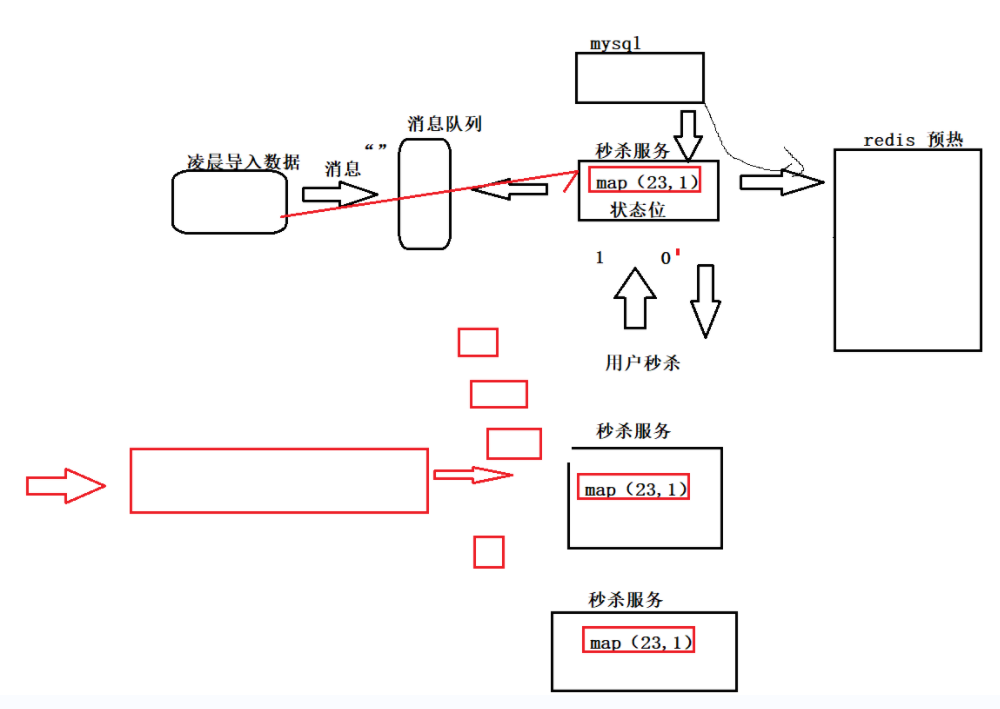 mysql
消息队列
redis 预热
“”
秒杀服务
凌晨导入数据
消息
map（23,1）
状态位
1
0'
用户秒杀
秒杀服务
map（23,1）
秒杀服务
map（23,1）